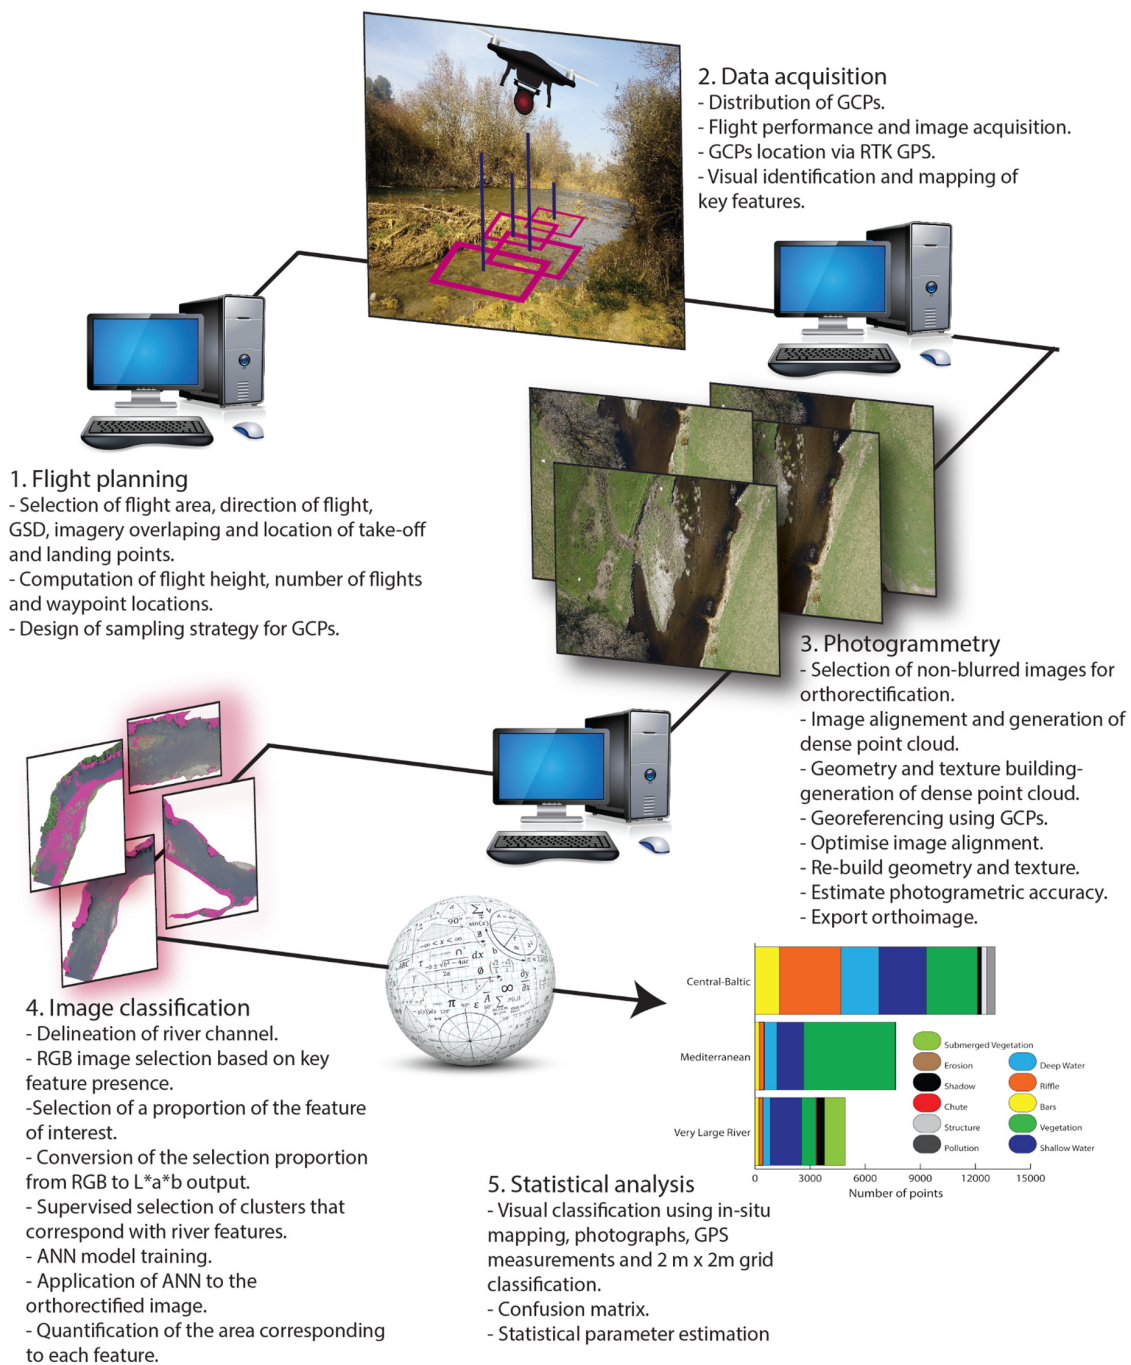 2. Data acquisition
- Distribution of GCPs.
- Flight performance and image acquisition.
- GCPs location via RTK GPS.
- Visual identification and mapping of
key features.
1. Flight planning
- Selection of flight area, direction of flight,
GSD, imagery overlaping and location of take-off
and landing points.
- Computation of flight height, number of flights
and waypoint locations.
- Design of sampling strategy for GCPs.
3. Photogrammetry
- Selection of non-blurred images for
orthorectification.
- Image alignement and generation of
dense point cloud.
- Geometry and texture building-
generation of dense point cloud.
- Georeferencing using GCPs.
- Optimise image alignment.
- Re-build geometry and texture.
- Estimate photogrametric accuracy.
- Export orthoimage.
4. Image classification
- Delineation of river channel.
- RGB image selection based on key
feature presence.
-Selection of a proportion of the feature
of interest.
- Conversion of the selection proportion
from RGB to L*a*b output.
- Supervised selection of clusters that
correspond with river features.
- ANN model training.
- Application of ANN to the
orthorectified image.
- Quantification of the area corresponding
to each feature.
Central-Baltic
Mediterranean
Very Large River
Submerged Vegetation
Erosion
Deep Water
Shadow
Riffle
Chute
Bars
Structure
Vegetation
Pollution
Shallow Water
0 3000 6000 9000 12000 15000
Number of points
5. Statistical analysis
- Visual classification using in-situ
mapping, photographs, GPS
measurements and 2 m x 2m grid
classification.
- Confusion matrix.
- Statistical parameter estimation